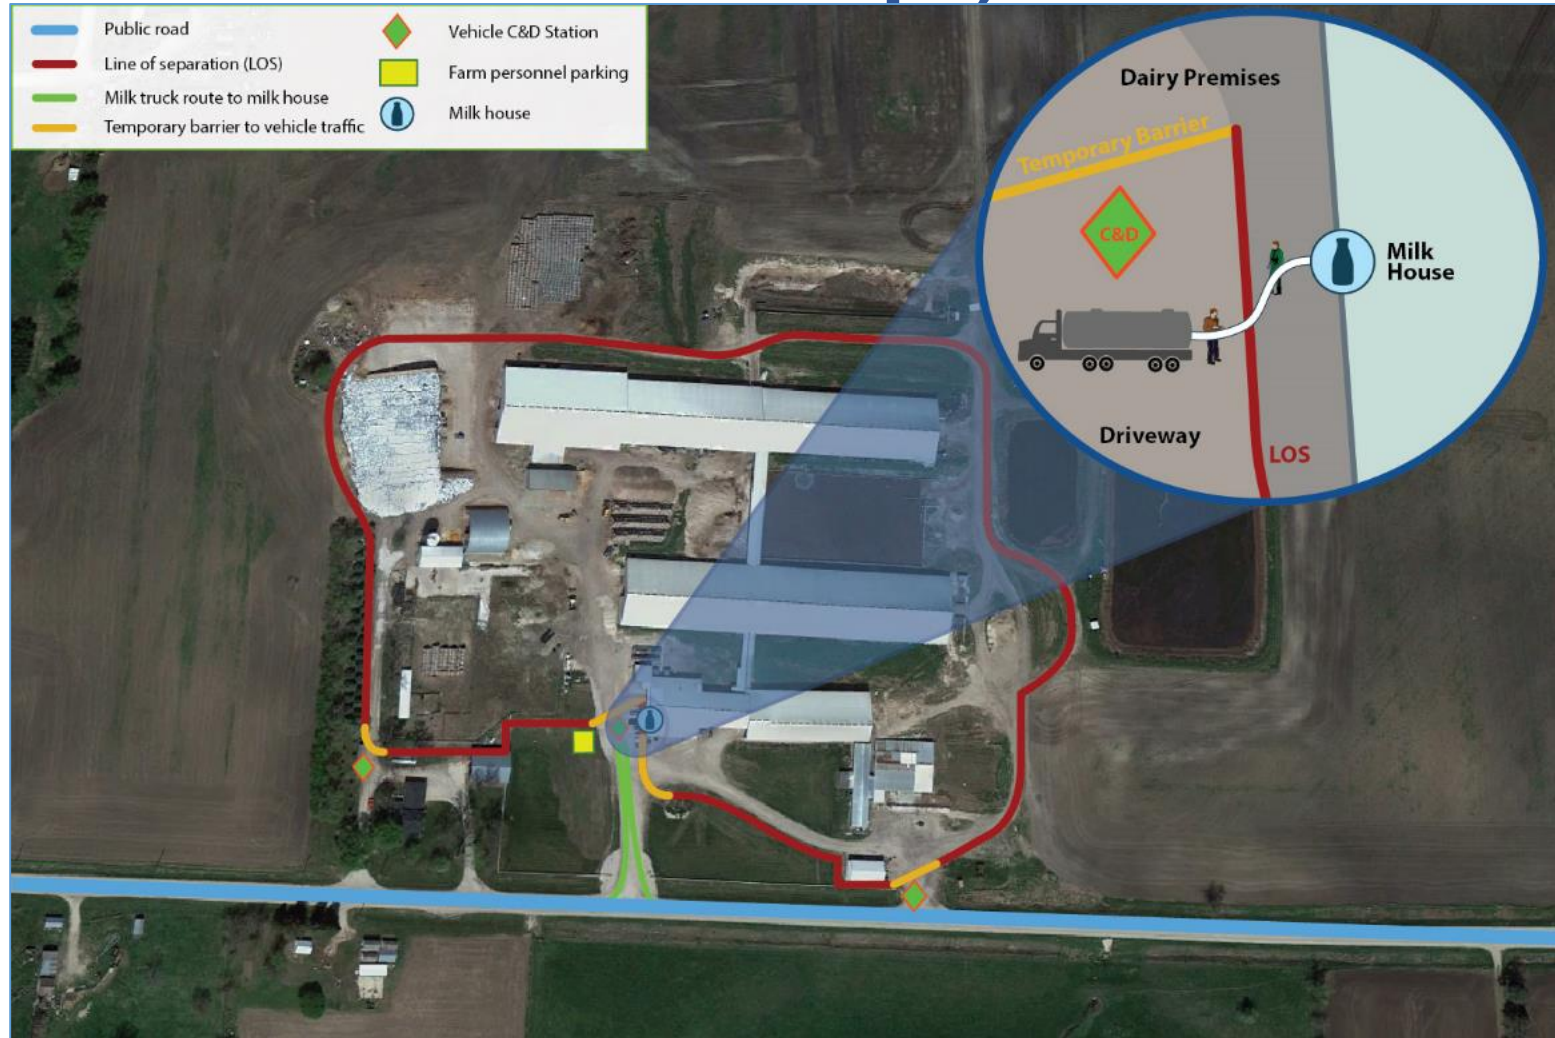 Public road
Line of separation (LOS)
Milk truck route to milk house
Temporary barrier to vehicle traffic
Vehicle C&D Station
Farm personnel parking
Milk house
Dairy Premises
Temporary Barrier
C&D
Milk
House
Driveway
LOS